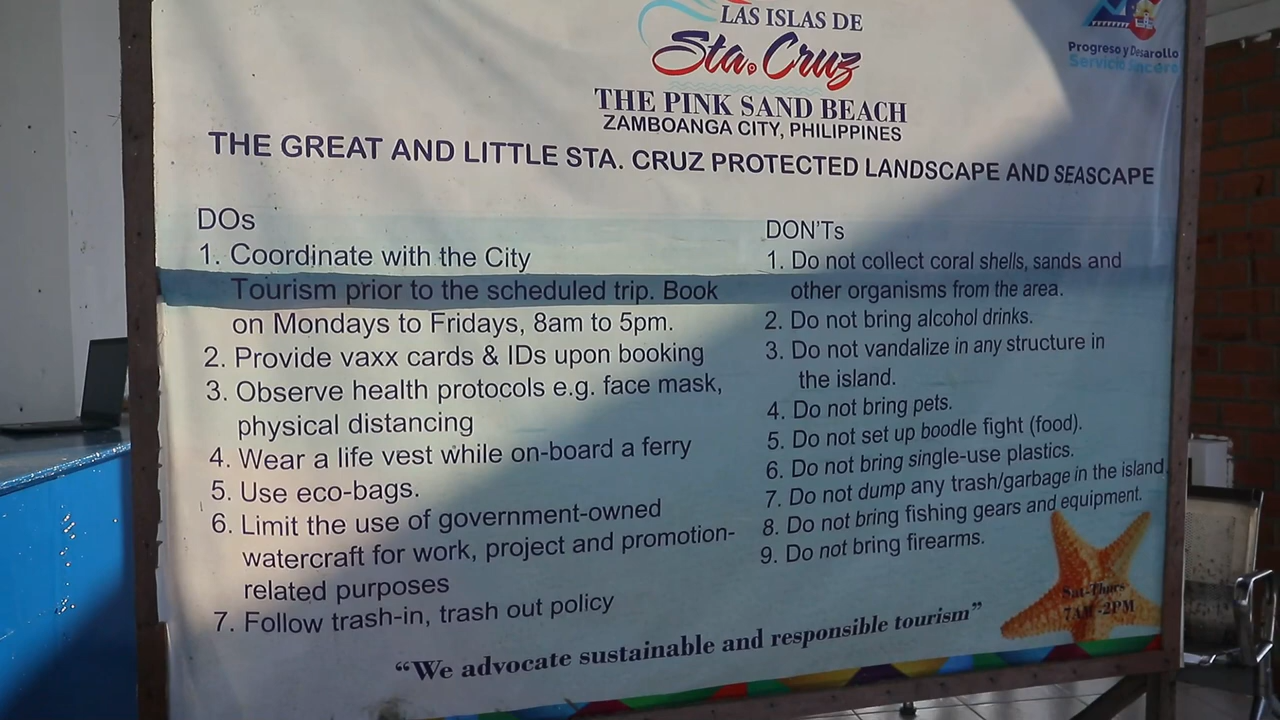 LAS ISLAS DE
Sta. Cruz
THE PINK SAND BEACH
ZAMBOANGA CITY, PHILIPPINES
Progreso y Desarollo
Servicio Sincero
THE GREAT AND LITTLE STA. CRUZ PROTECTED LANDSCAPE AND SEASCAPE
DOs
1. Coordinate with the City
Tourism prior to the scheduled trip. Book
on Mondays to Fridays, 8am to 5pm.
2. Provide vaxx cards & IDs upon booking
3. Observe health protocols e.g. face mask,
physical distancing
4. Wear a life vest while on-board a ferry
5. Use eco-bags.
6. Limit the use of government-owned
watercraft for work, project and promotion-
related purposes
7. Follow trash-in, trash out policy
DON'Ts
1. Do not collect coral shells, sands and
other organisms from the area.
2. Do not bring alcohol drinks.
3. Do not vandalize in any structure in
the island.
4. Do not bring pets.
5. Do not set up boodle fight (food).
6. Do not bring single-use plastics.
7. Do not dump any trash/garbage in the island.
8. Do not bring fishing gears and equipment.
9. Do not bring firearms.
Sat-Thurs
7AM-2PM
“We advocate sustainable and responsible tourism”